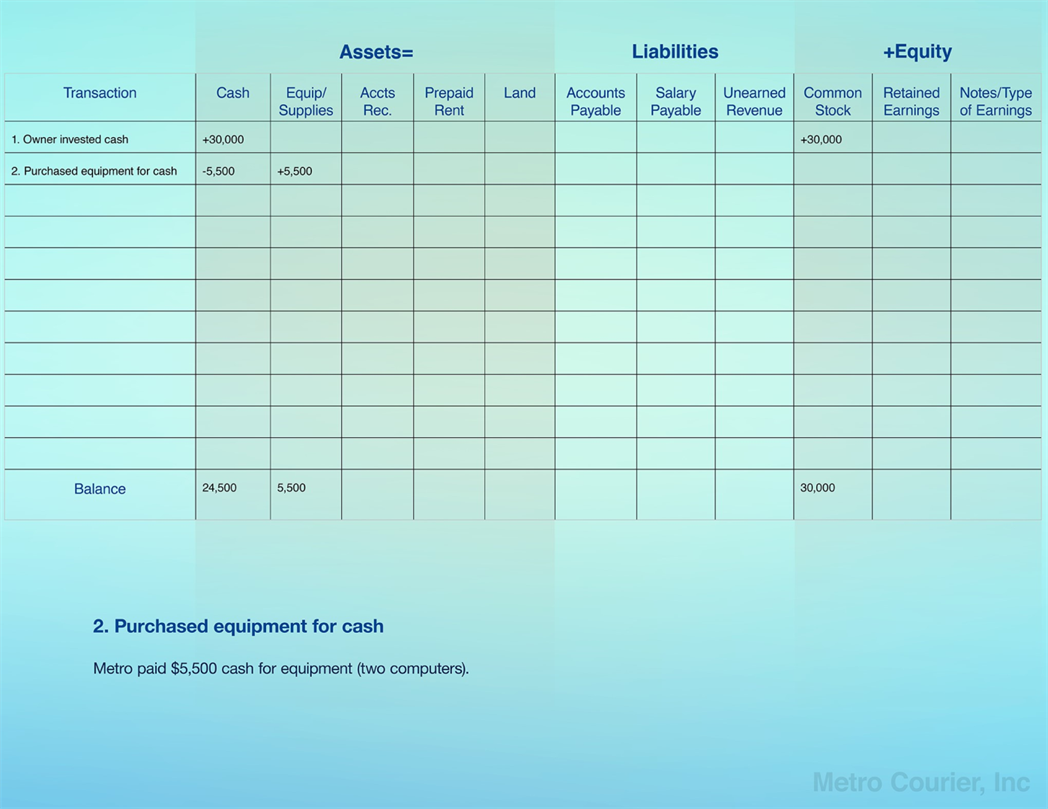 Assets= Liabilities +Equity
Transaction Cash Equip/ Supplies Accts Rec. Prepaid Rent Land Accounts Payable Salary Payable Unearned Revenue Common Stock Retained Earnings Notes/Type of Earnings
1. Owner invested cash +30,000 +30,000
2. Purchased equipment for cash -5,500 +5,500
Balance 24,500 5,500 30,000
2. Purchased equipment for cash
Metro paid $5,500 cash for equipment (two computers).
Metro Courier, Inc